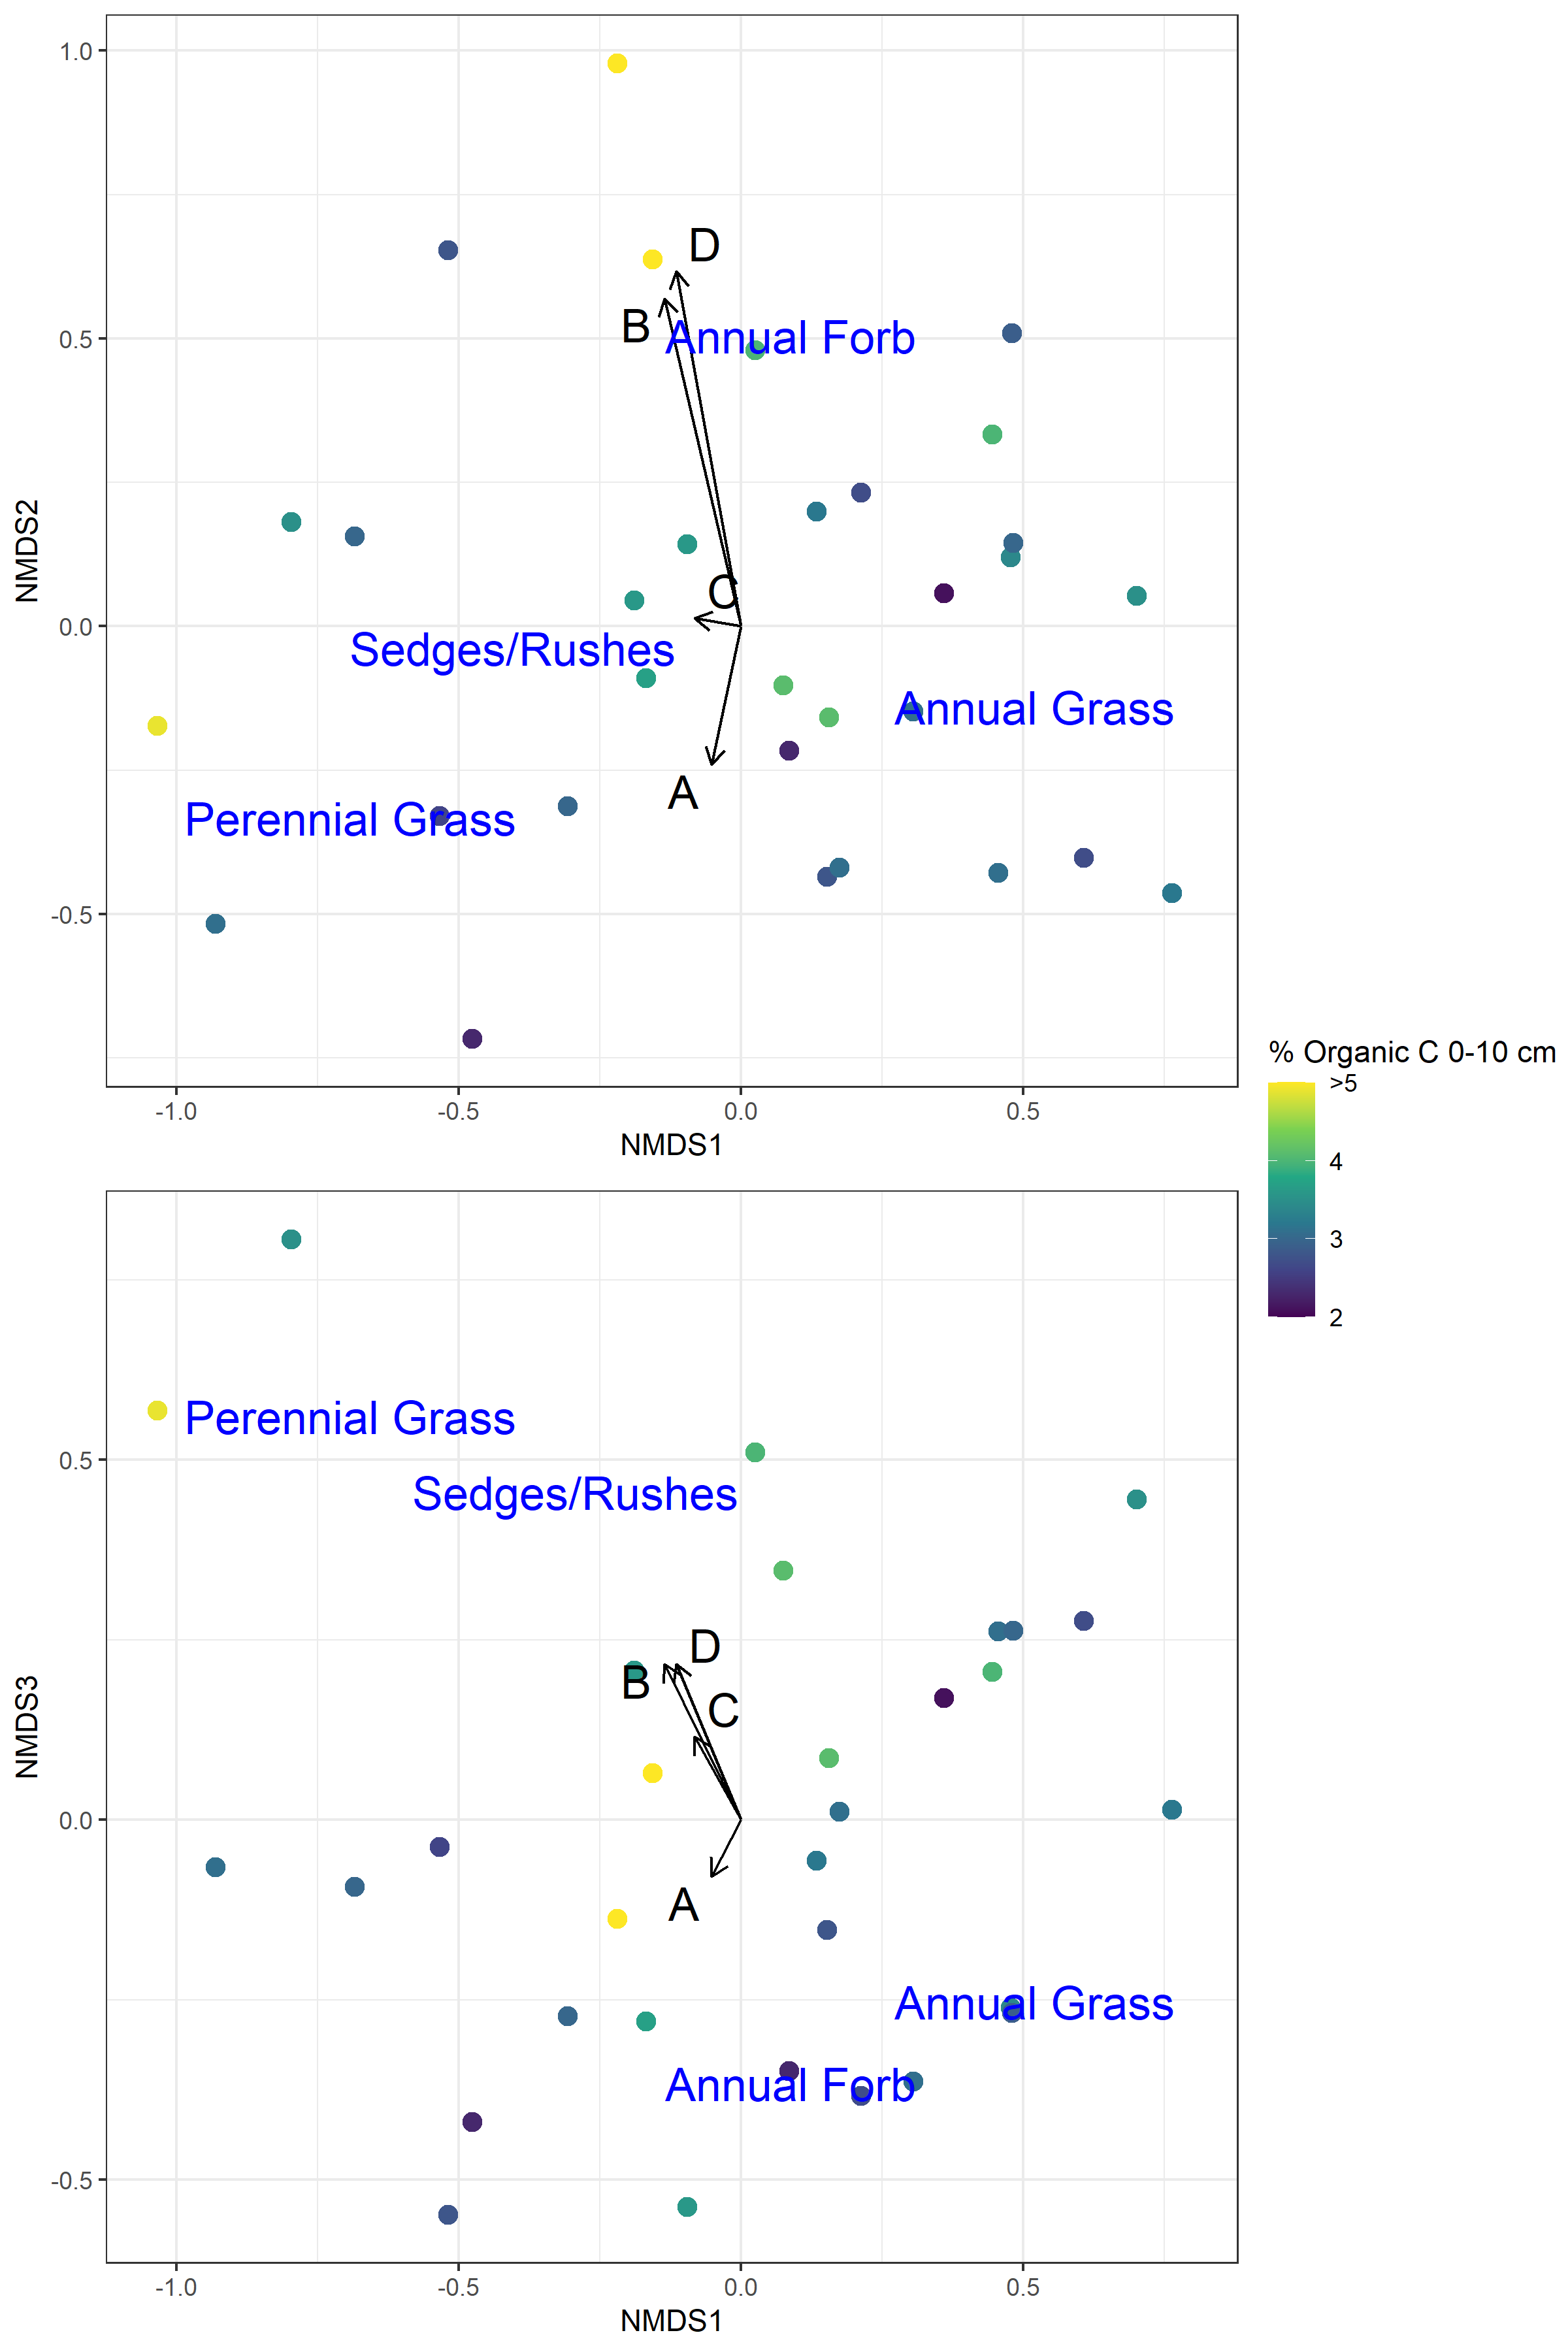 1.0
D
B
Annual Forb
0.5
NMDS2
C
0.0
Sedges/Rushes
Annual Grass
A
Perennial Grass
-0.5
-1.0 -0.5 0.0 0.5
NMDS1
% Organic C 0-10 cm
>5
4
3
2
Perennial Grass
0.5
Sedges/Rushes
D
B
C
NMDS3
0.0
A
Annual Grass
Annual Forb
-0.5
-1.0 -0.5 0.0 0.5
NMDS1